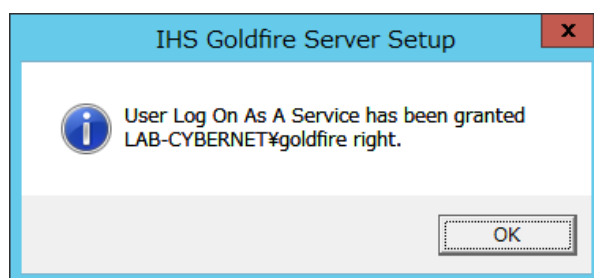 IHS Goldfire Server Setup
x
User Log On As A Service has been granted
LAB-CYBERNET¥goldfire right.
OK